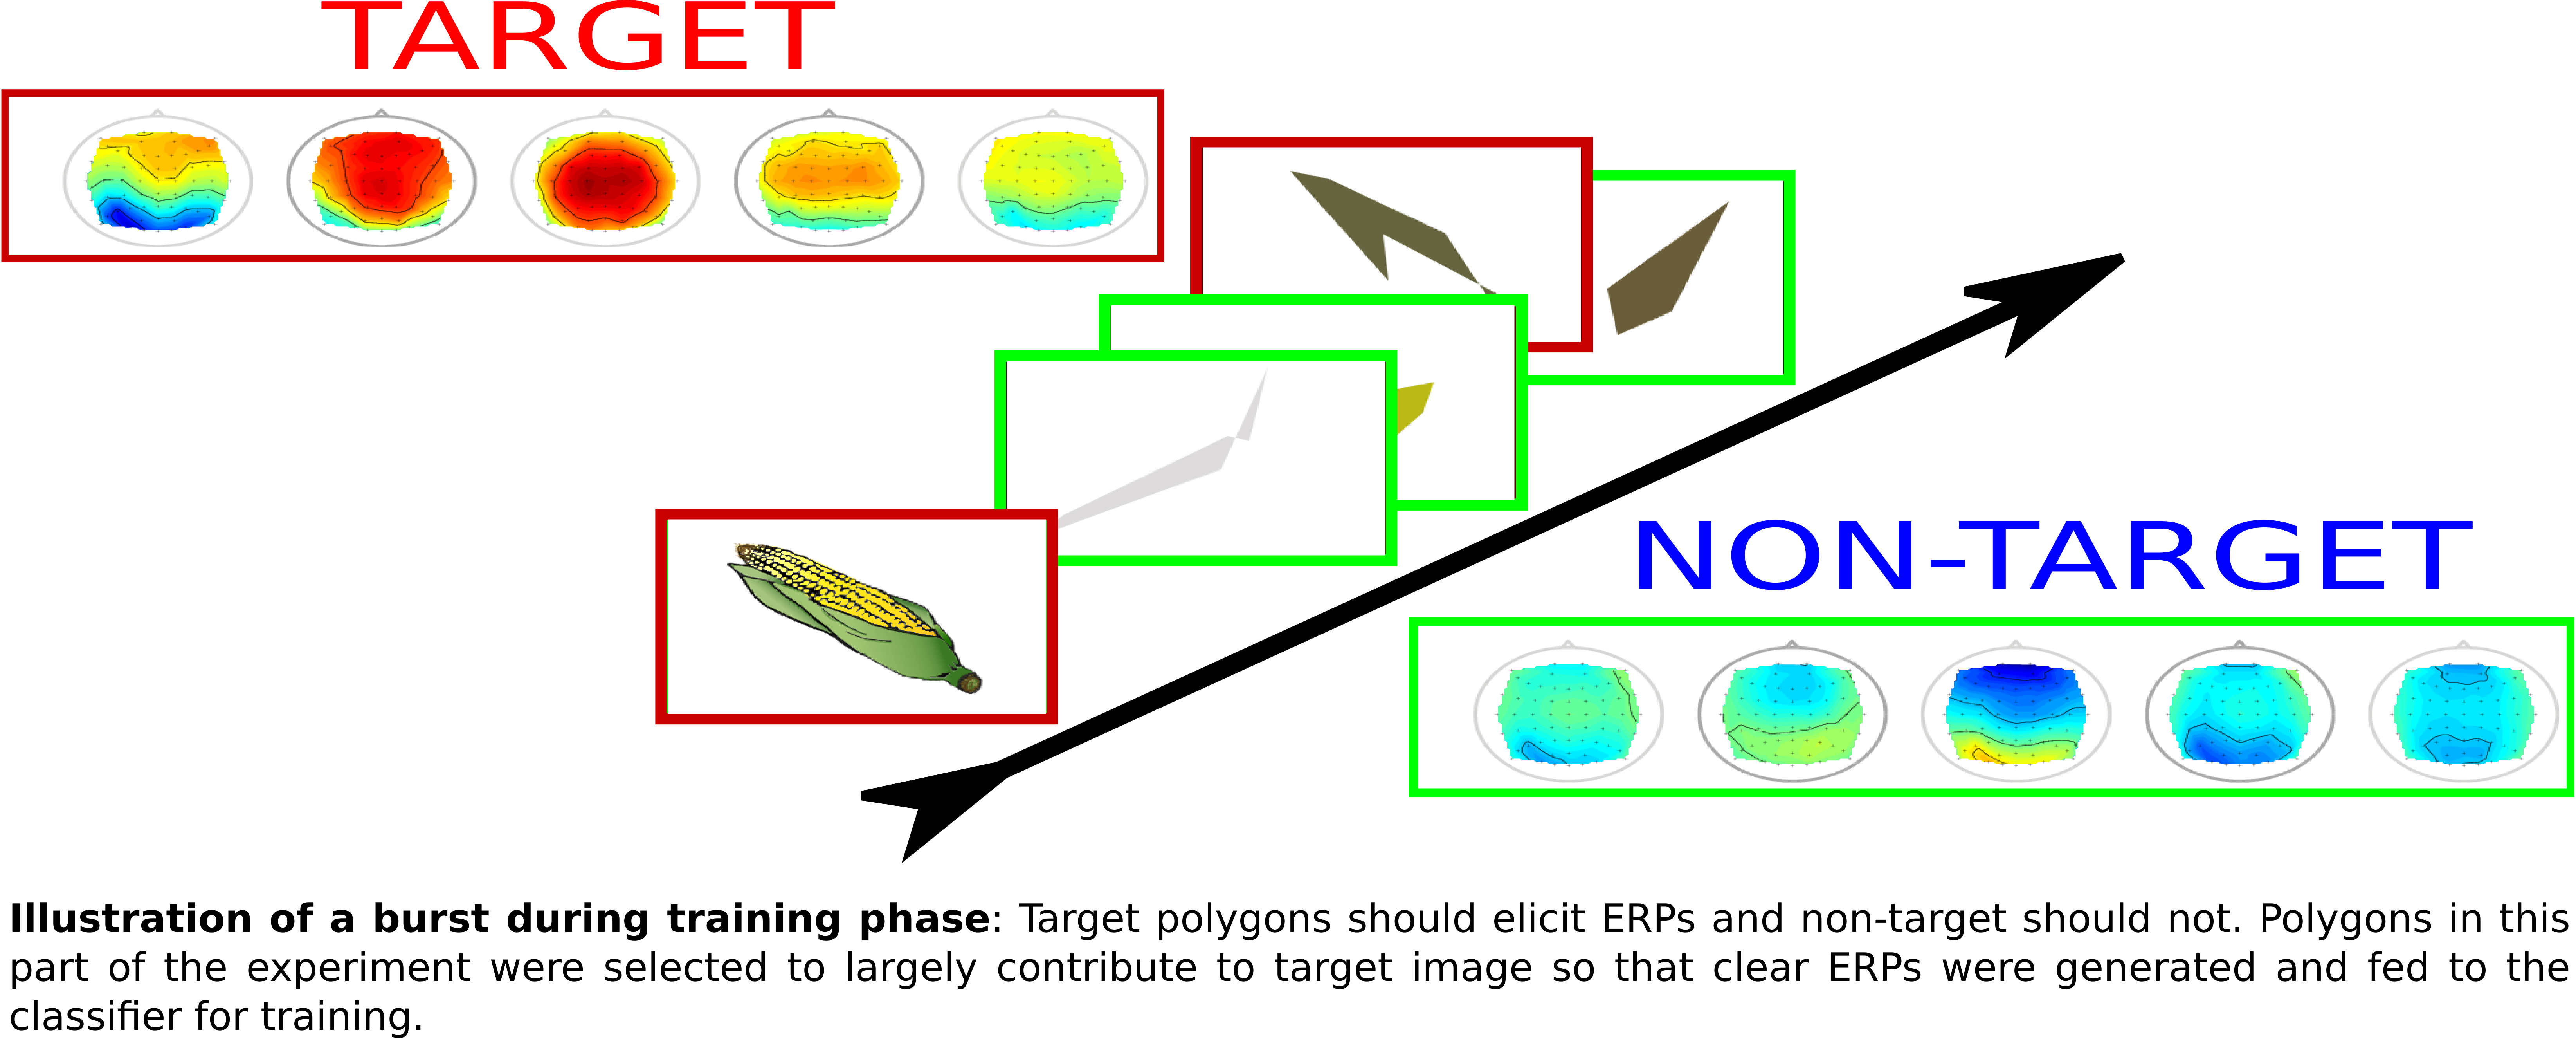 TARGET
NON-TARGET
Illustration of a burst during training phase: Target polygons should elicit ERPs and non-target should not. Polygons in this
part of the experiment were selected to largely contribute to target image so that clear ERPs were generated and fed to the
classifier for training.